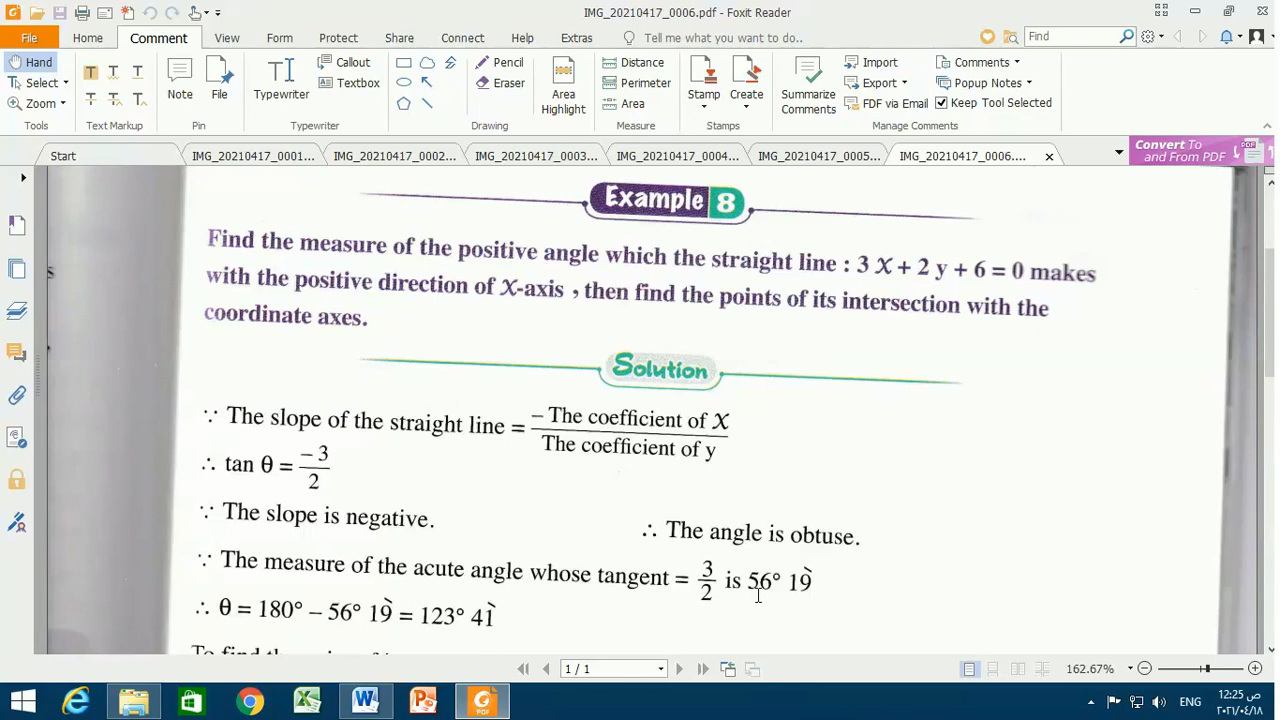 IMG_20210417_0006.pdf - Foxit Reader
File Home Comment View Form Protect Share Connect Help Extras Tell me what you want to do.. Find
Hand
Select
Zoom
Tools
Text Markup
Note
File
Pin
Typewriter
Callout
Textbox
Typewriter
Pencil
Eraser
Drawing
Area Highlight
Distance
Perimeter
Area
Measure
Stamp
Create
Stamps
Summarize Comments
Import
Export
FDF via Email
Comments
Popup Notes
Keep Tool Selected
Manage Comments
Start IMG_20210417_0001... IMG_20210417_0002... IMG_20210417_0003... IMG_20210417_0004... IMG_20210417_0005... IMG_20210417_0006....
Convert To
and From PDF
PDF
Example 8
Find the measure of the positive angle which the straight line : 3 X + 2 y + 6 = 0 makes
with the positive direction of X-axis , then find the points of its intersection with the
coordinate axes.
Solution
∵ The slope of the straight line = – The coefficient of X / The coefficient of y
∴ tan θ = –3/2
∵ The slope is negative. ∴ The angle is obtuse.
∵ The measure of the acute angle whose tangent = 3/2 is 56° 19̀
∴ θ = 180° – 56° 19̀ = 123° 41̀
To find
1 / 1
162.67%
ENG
12:25 ص
٢٠٢١/٠٤/١٨